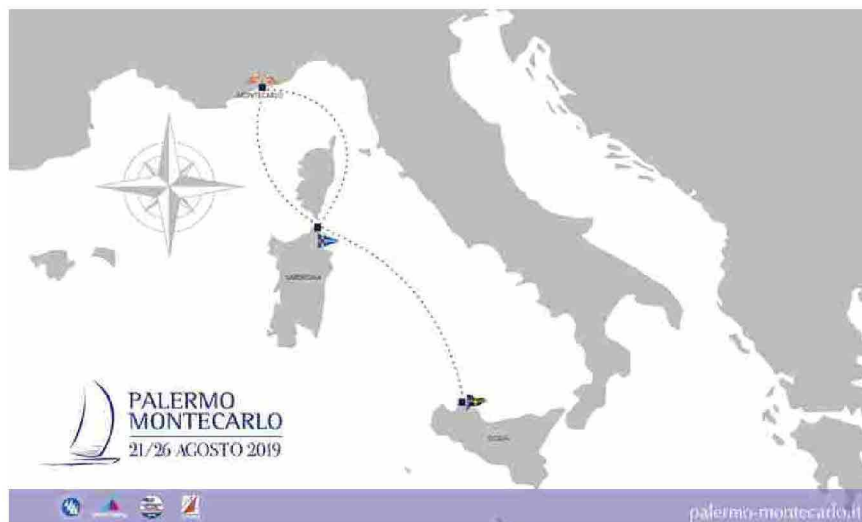 MONTECARLO
SARDEGNA
PALERMO
MONTECARLO
21/26 AGOSTO 2019
SICILIA
palermo-montecarlo.it